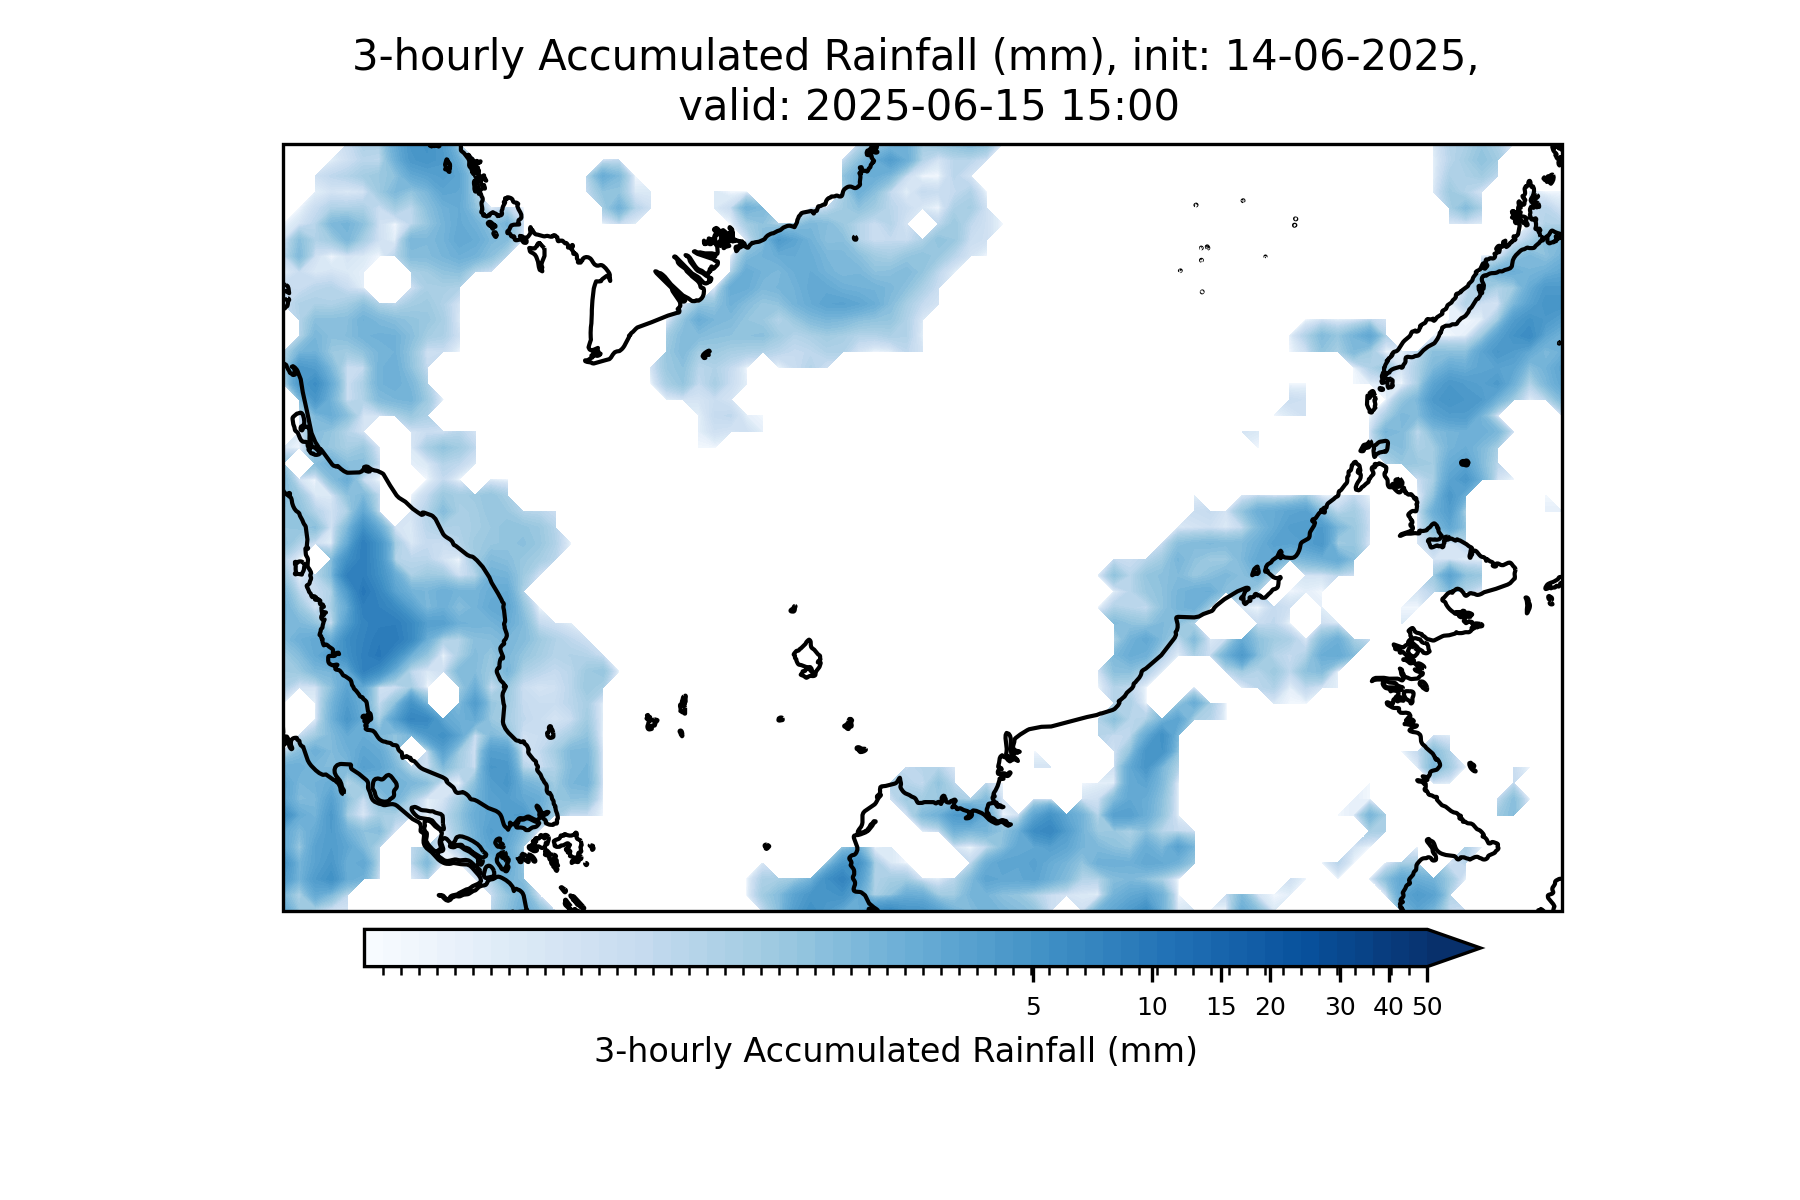 3-hourly Accumulated Rainfall (mm), init: 14-06-2025,
valid: 2025-06-15 15:00
5 10 15 20 30 40 50
3-hourly Accumulated Rainfall (mm)